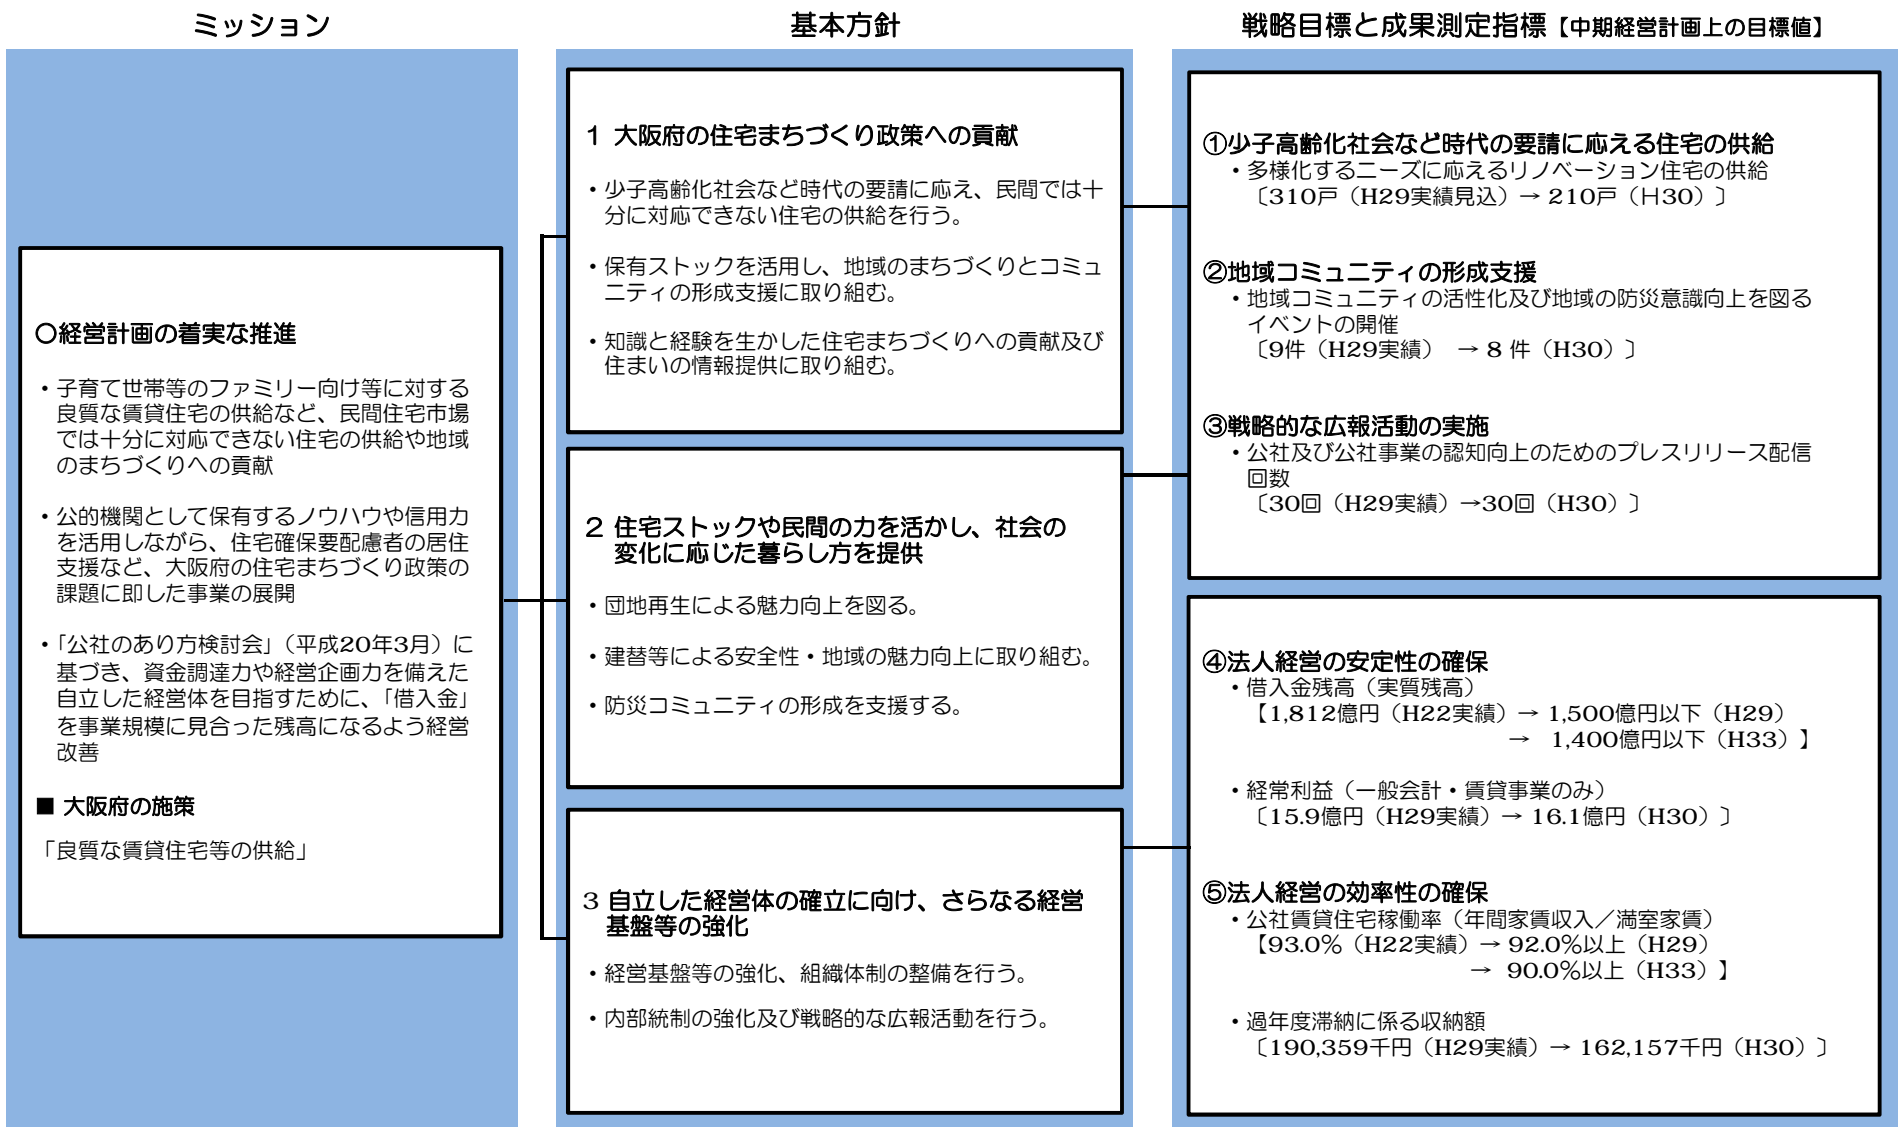 ミッション
〇経営計画の着実な推進
・子育て世帯等のファミリー向け等に対する
良質な賃貸住宅の供給など、民間住宅市場
では十分に対応できない住宅の供給や地域
のまちづくりへの貢献
・公的機関として保有するノウハウや信用力
を活用しながら、住宅確保要配慮者の居住
支援など、大阪府の住宅まちづくり政策の
課題に即した事業の展開
・「公社のあり方検討会」（平成20年3月）に
基づき、資金調達力や経営企画力を備えた
自立した経営体を目指すために、「借入金」
を事業規模に見合った残高になるよう経営
改善
■ 大阪府の施策
「良質な賃貸住宅等の供給」
基本方針
1 大阪府の住宅まちづくり政策への貢献
・少子高齢化社会など時代の要請に応え、民間では十
分に対応できない住宅の供給を行う。
・保有ストックを活用し、地域のまちづくりとコミュ
ニティの形成支援に取り組む。
・知識と経験を生かした住宅まちづくりへの貢献及び
住まいの情報提供に取り組む。
2 住宅ストックや民間の力を活かし、社会の
変化に応じた暮らし方を提供
・団地再生による魅力向上を図る。
・建替等による安全性・地域の魅力向上に取り組む。
・防災コミュニティの形成を支援する。
3 自立した経営体の確立に向け、さらなる経営
基盤等の強化
・経営基盤等の強化、組織体制の整備を行う。
・内部統制の強化及び戦略的な広報活動を行う。
戦略目標と成果測定指標【中期経営計画上の目標値】
①少子高齢化社会など時代の要請に応える住宅の供給
・多様化するニーズに応えるリノベーション住宅の供給
〔310戸（H29実績見込）→ 210戸（H30）〕
②地域コミュニティの形成支援
・地域コミュニティの活性化及び地域の防災意識向上を図る
イベントの開催
〔9件（H29実績） → 8 件（H30）〕
③戦略的な広報活動の実施
・公社及び公社事業の認知向上のためのプレスリリース配信
回数
〔30回（H29実績）→30回（H30）〕
④法人経営の安定性の確保
・借入金残高（実質残高）
【1,812億円（H22実績）→ 1,500億円以下（H29）
→ 1,400億円以下（H33）】
・経常利益（一般会計・賃貸事業のみ）
〔15.9億円（H29実績）→ 16.1億円（H30）〕
⑤法人経営の効率性の確保
・公社賃貸住宅稼働率（年間家賃収入／満室家賃）
【93.0％（H22実績）→ 92.0％以上（H29）
→ 90.0％以上（H33）】
・過年度滞納に係る収納額
〔190,359千円（H29実績）→ 162,157千円（H30）〕